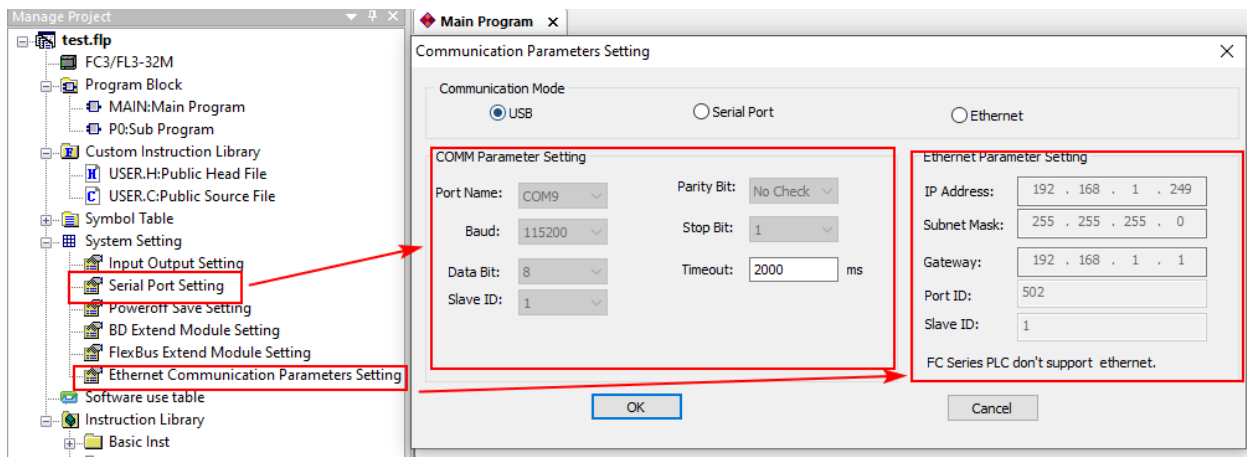 Manage Project
test.flp
FC3/FL3-32M
Program Block
MAIN:Main Program
P0:Sub Program
Custom Instruction Library
USER.H:Public Head File
USER.C:Public Source File
Symbol Table
System Setting
Input Output Setting
Serial Port Setting
Poweroff Save Setting
BD Extend Module Setting
FlexBus Extend Module Setting
Ethernet Communication Parameters Setting
Software use table
Instruction Library
Basic Inst
Main Program
Communication Parameters Setting
Communication Mode
USB
Serial Port
Ethernet
COMM Parameter Setting
Port Name: COM9
Parity Bit: No Check
Baud: 115200
Stop Bit: 1
Data Bit: 8
Timeout: 2000 ms
Slave ID: 1
Ethernet Parameter Setting
IP Address: 192 . 168 . 1 . 249
Subnet Mask: 255 . 255 . 255 . 0
Gateway: 192 . 168 . 1 . 1
Port ID: 502
Slave ID: 1
FC Series PLC don't support ethernet.
OK
Cancel